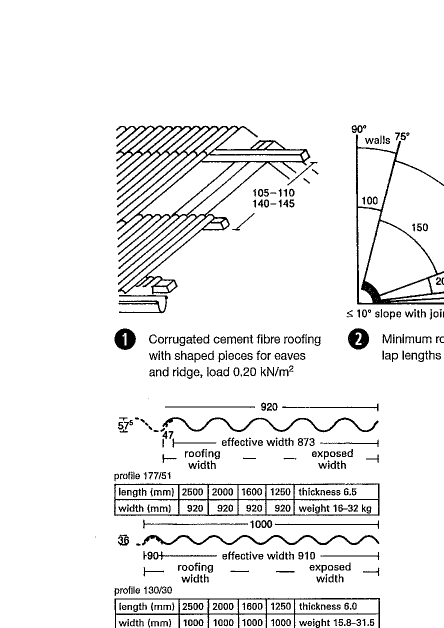 90°
walls 75°
105–110
140–145
100
150
20
≤ 10° slope with join
1 Corrugated cement fibre roofing
with shaped pieces for eaves
and ridge, load 0,20 kN/m²
2 Minimum ro
lap lengths
920
57⁵
47
effective width 873
roofing exposed
width width
profile 177/51
length (mm) 2500 2000 1600 1250 thickness 6.5
width (mm) 920 920 920 920 weight 16–32 kg
1000
36
90
effective width 910
roofing exposed
width width
profile 130/30
length (mm) 2500 2000 1600 1250 thickness 6.0
width (mm) 1000 1000 1000 1000 weight 15.8–31.5